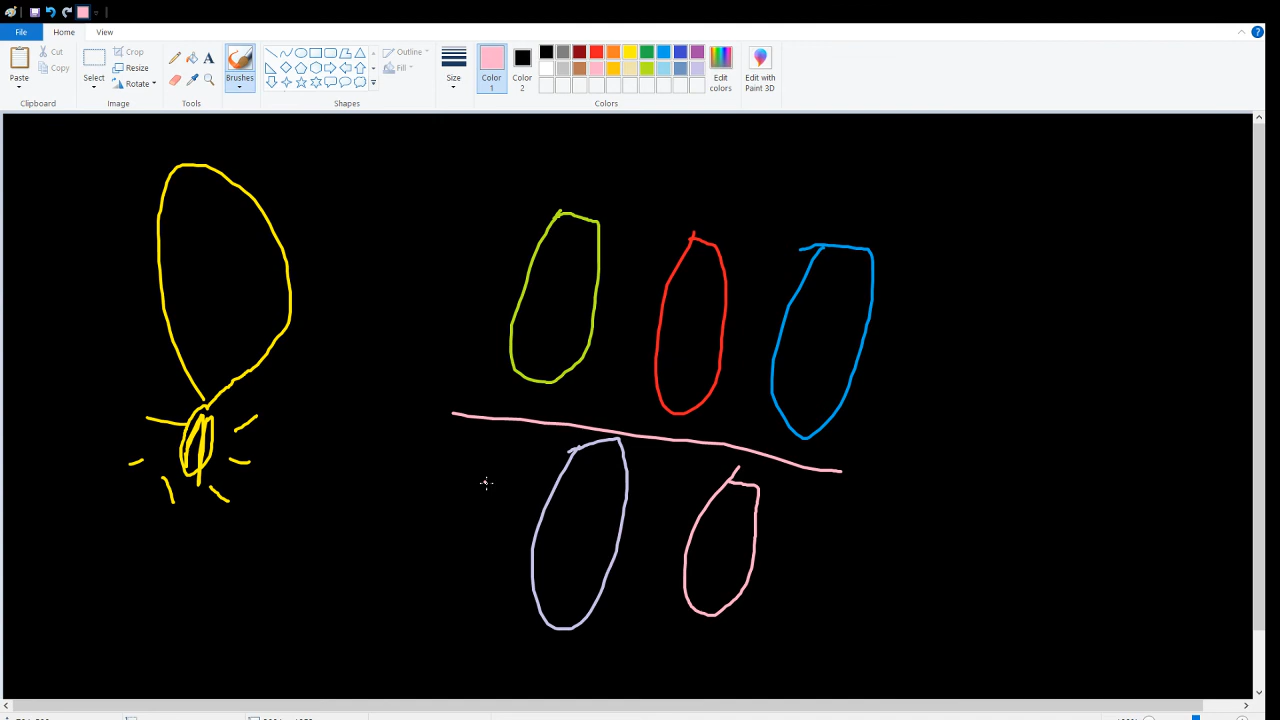 File Home View
Paste
Cut
Copy
Clipboard
Select
Crop
Resize
Rotate
Image
A
Tools
Brushes
Outline
Fill
Shapes
Size
Color
1
Color
2
Edit
colors
Colors
Edit with
Paint 3D